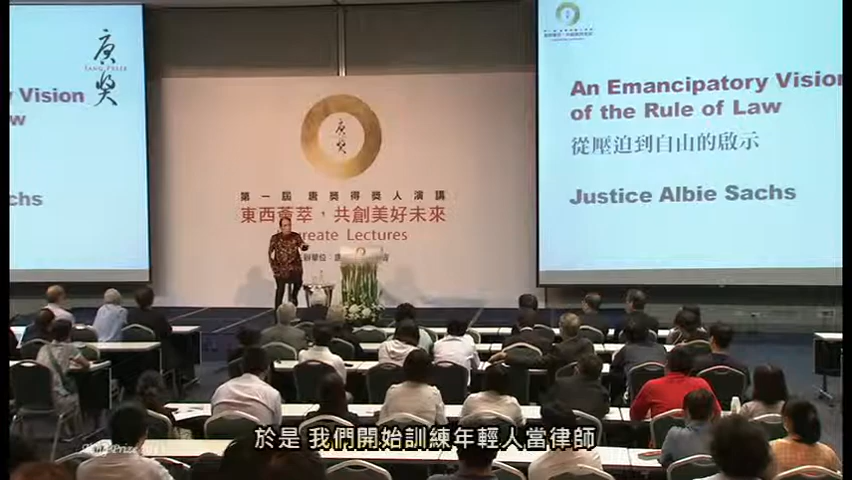 唐獎
TANG PRIZE
Vision
w
chs
唐獎
第一屆 唐獎得獎人演講
東西薈萃，共創美好未來
reate Lectures
An Emancipatory Vision
of the Rule of Law
從壓迫到自由的啟示
Justice Albie Sachs
於是 我們開始訓練年輕人當律師